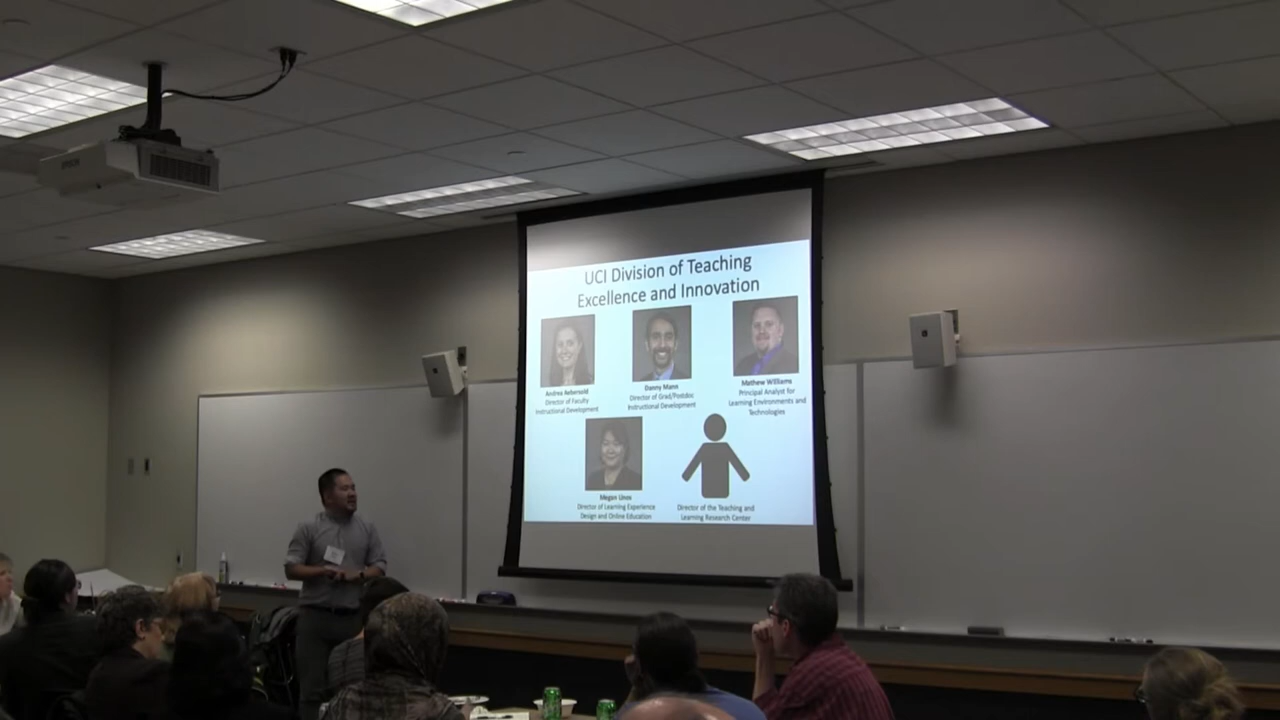 UCI Division of Teaching
Excellence and Innovation
Andrea Aebersold
Director of Faculty
Instructional Development
Danny Mann
Director of Grad/Postdoc
Instructional Development
Mathew Williams
Principal Analyst for
Learning Environments and
Technologies
Megan Linos
Director of Learning Experience
Design and Online Education
Director of the Teaching and
Learning Research Center
EPSON